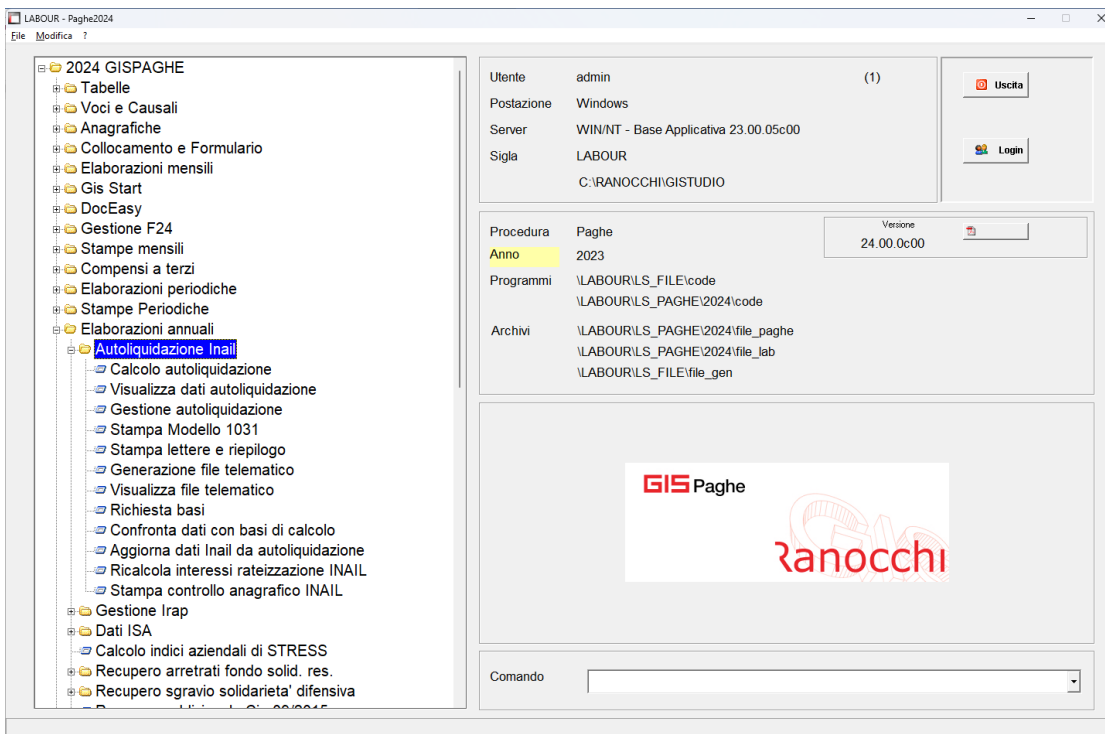 LABOUR - Paghe2024
File Modifica ?
2024 GISPAGHE
Tabelle
Voci e Causali
Anagrafiche
Collocamento e Formulario
Elaborazioni mensili
Gis Start
DocEasy
Gestione F24
Stampe mensili
Compensi a terzi
Elaborazioni periodiche
Stampe Periodiche
Elaborazioni annuali
Autoliquidazione Inail
Calcolo autoliquidazione
Visualizza dati autoliquidazione
Gestione autoliquidazione
Stampa Modello 1031
Stampa lettere e riepilogo
Generazione file telematico
Visualizza file telematico
Richiesta basi
Confronta dati con basi di calcolo
Aggiorna dati Inail da autoliquidazione
Ricalcola interessi rateizzazione INAIL
Stampa controllo anagrafico INAIL
Gestione Irap
Dati ISA
Calcolo indici aziendali di STRESS
Recupero arretrati fondo solid. res.
Recupero sgravio solidarieta' difensiva
Utente admin (1)
Postazione Windows
Server WIN/NT - Base Applicativa 23.00.05c00
Sigla LABOUR
C:\RANOCCHI\GISTUDIO
Uscita
Login
Procedura Paghe
Versione
24.00.0c00
Anno 2023
Programmi \LABOUR\LS_FILE\code
\LABOUR\LS_PAGHE\2024\code
Archivi \LABOUR\LS_PAGHE\2024\file_paghe
\LABOUR\LS_PAGHE\2024\file_lab
\LABOUR\LS_FILE\file_gen
GIS Paghe
Ranocchi
Comando